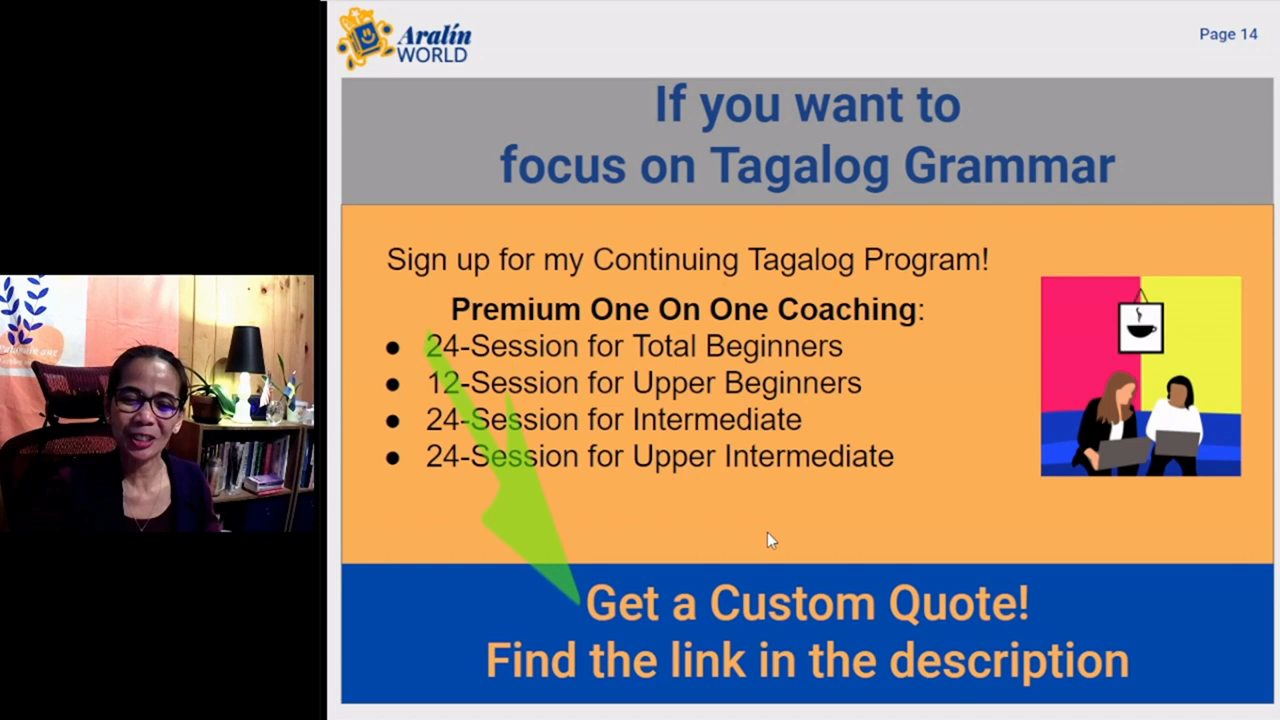 Aralín
WORLD
Page 14
If you want to
focus on Tagalog Grammar
Sign up for my Continuing Tagalog Program!
Premium One On One Coaching:
● 24-Session for Total Beginners
● 12-Session for Upper Beginners
● 24-Session for Intermediate
● 24-Session for Upper Intermediate
Get a Custom Quote!
Find the link in the description